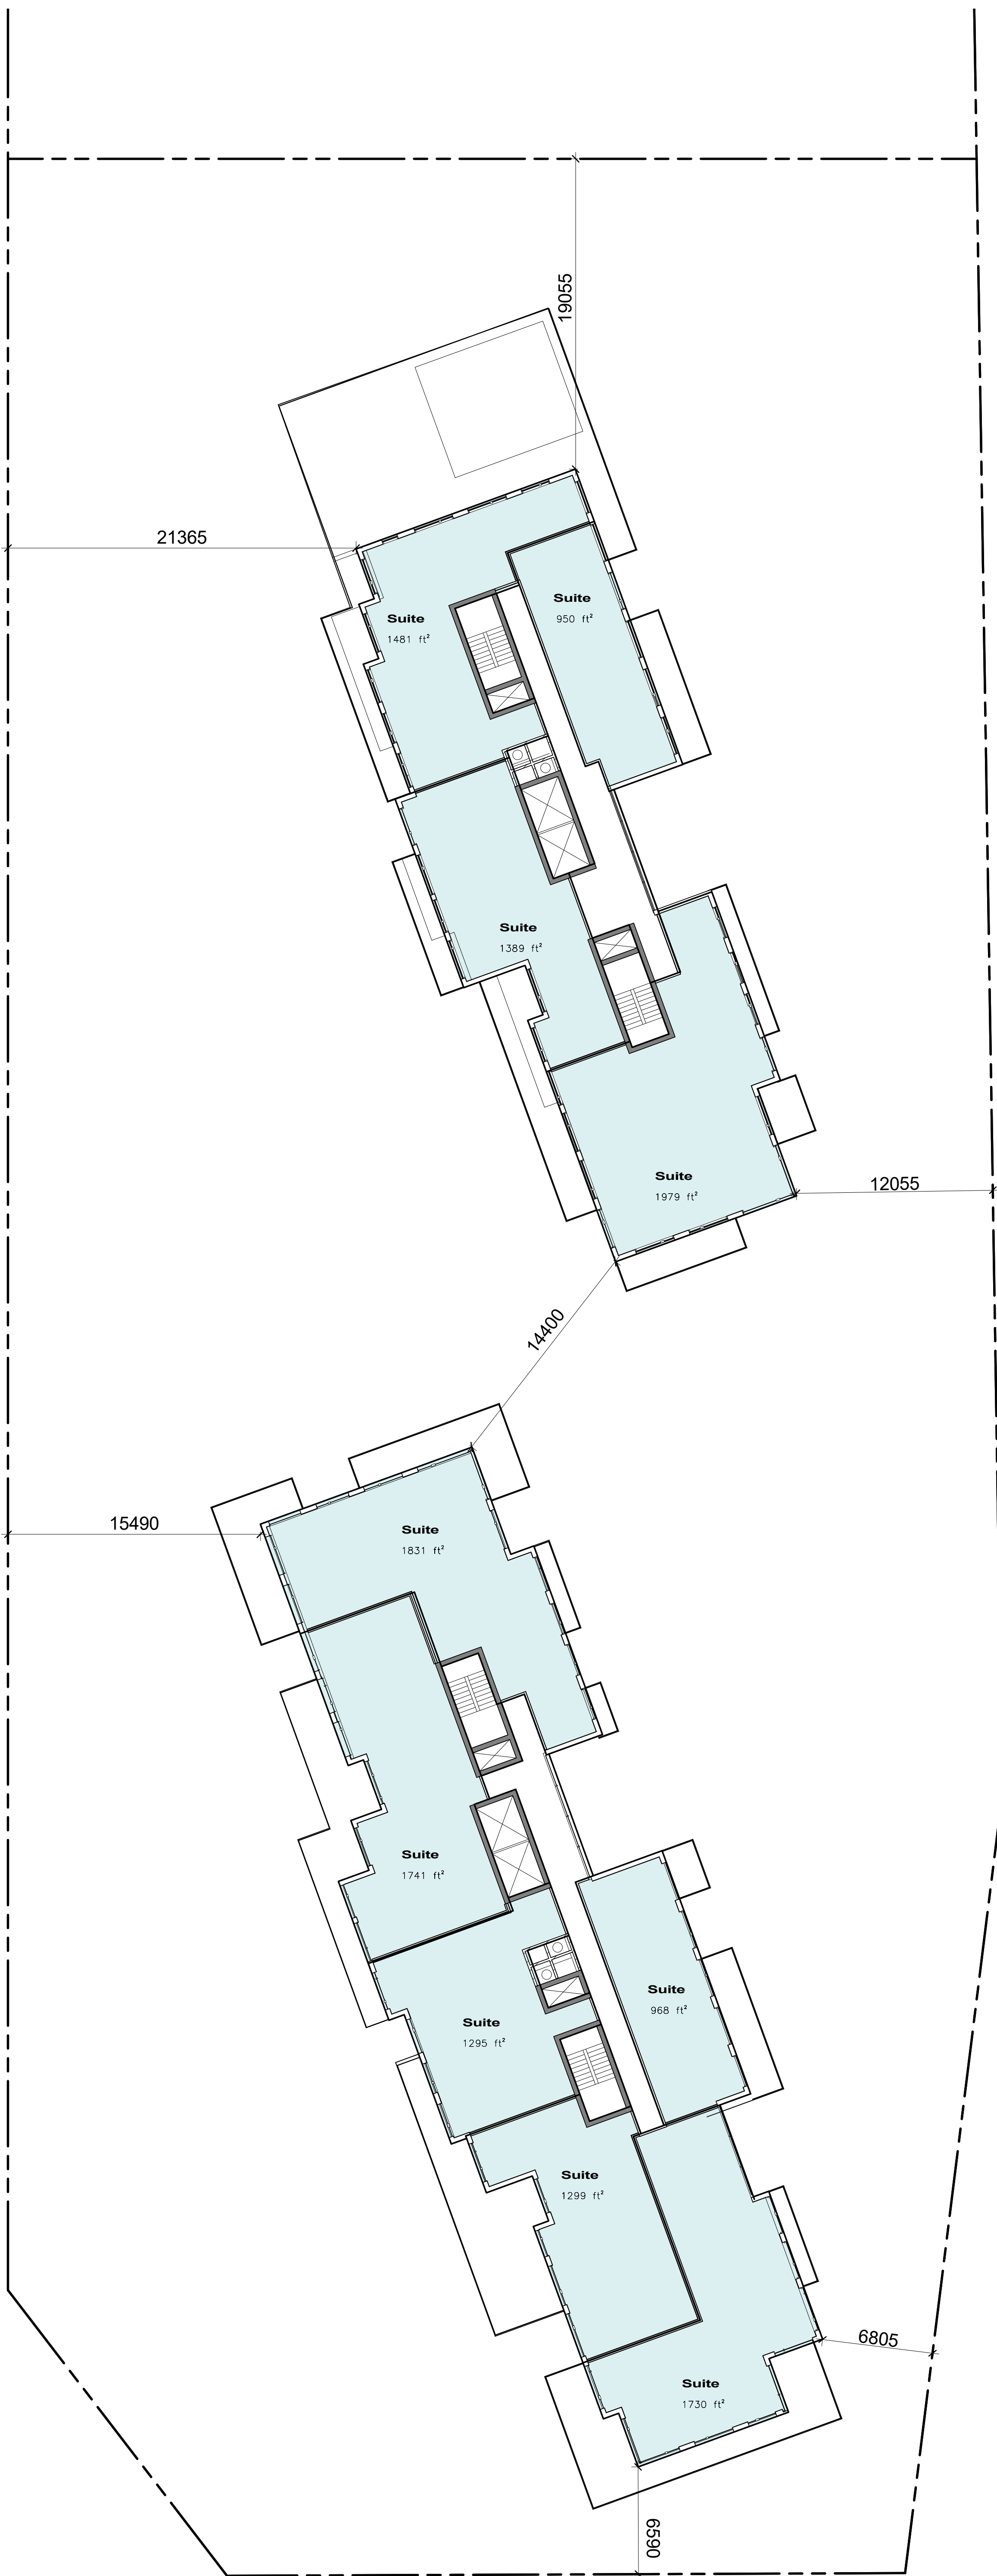 19055
21365
Suite
950 ft²
Suite
1481 ft²
Suite
1389 ft²
Suite
1979 ft²
12055
14400
15490
Suite
1831 ft²
Suite
1741 ft²
Suite
968 ft²
Suite
1295 ft²
Suite
1299 ft²
6805
Suite
1730 ft²
6590